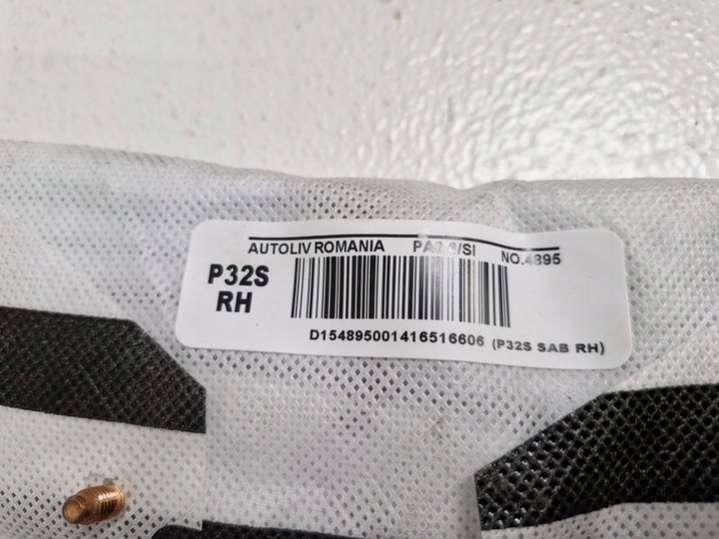 AUTOLIV ROMANIA NO.4895
P32S
RH
D154895001416516606 (P32S SAB RH)